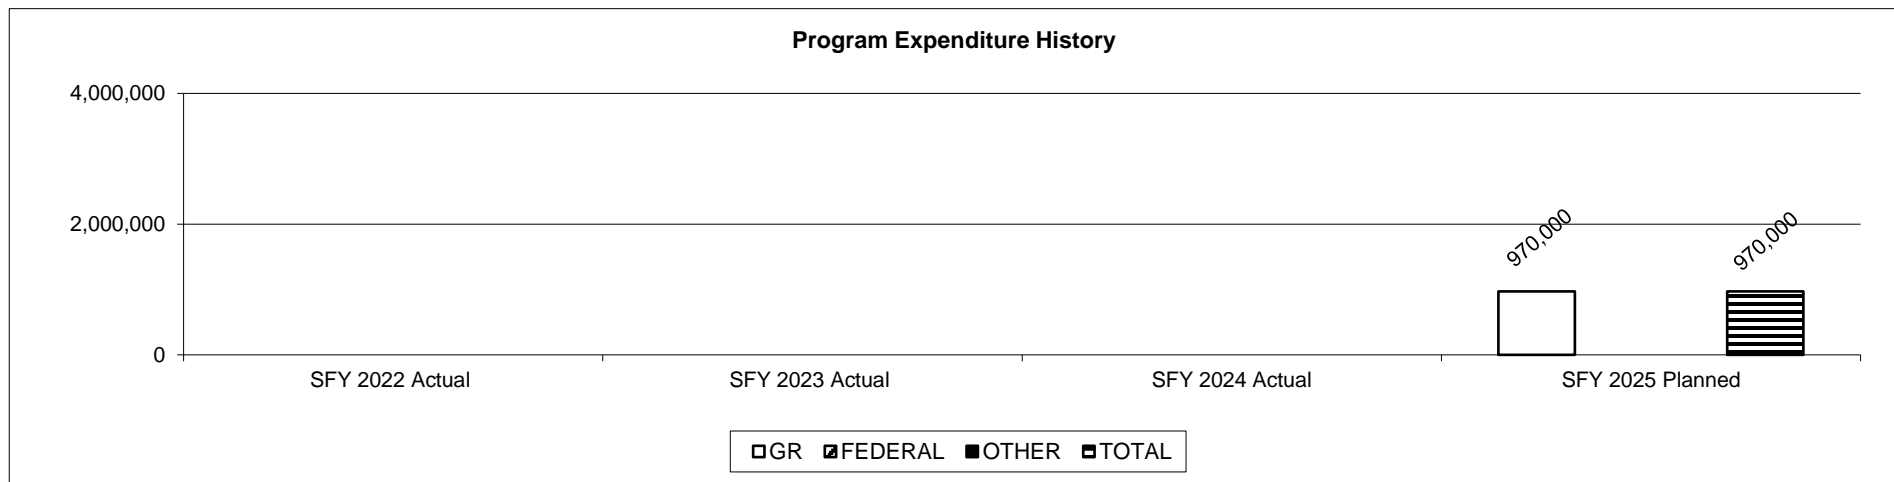 Program Expenditure History
4,000,000
2,000,000
0
970,000
970,000
SFY 2022 Actual
SFY 2023 Actual
SFY 2024 Actual
SFY 2025 Planned
GR FEDERAL OTHER TOTAL